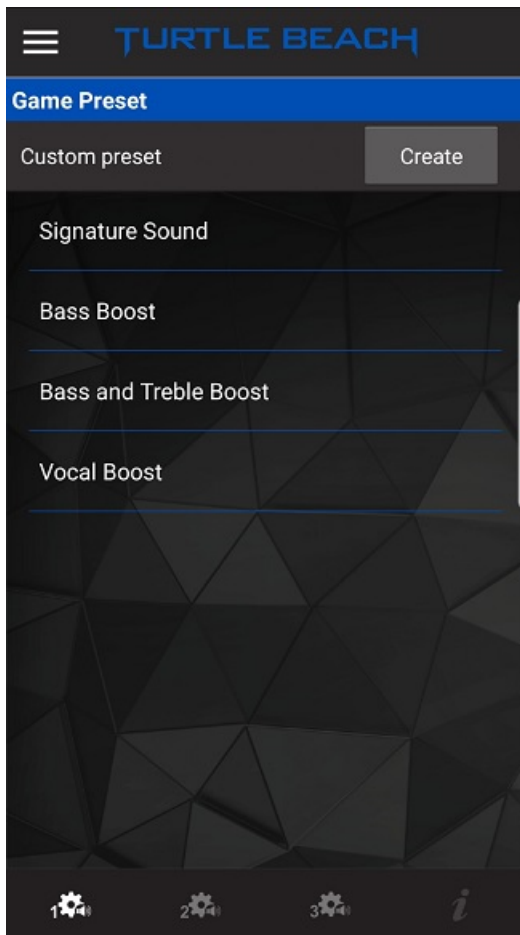 TURTLE BEACH
Game Preset
Custom preset Create
Signature Sound
Bass Boost
Bass and Treble Boost
Vocal Boost
1 2 3 i